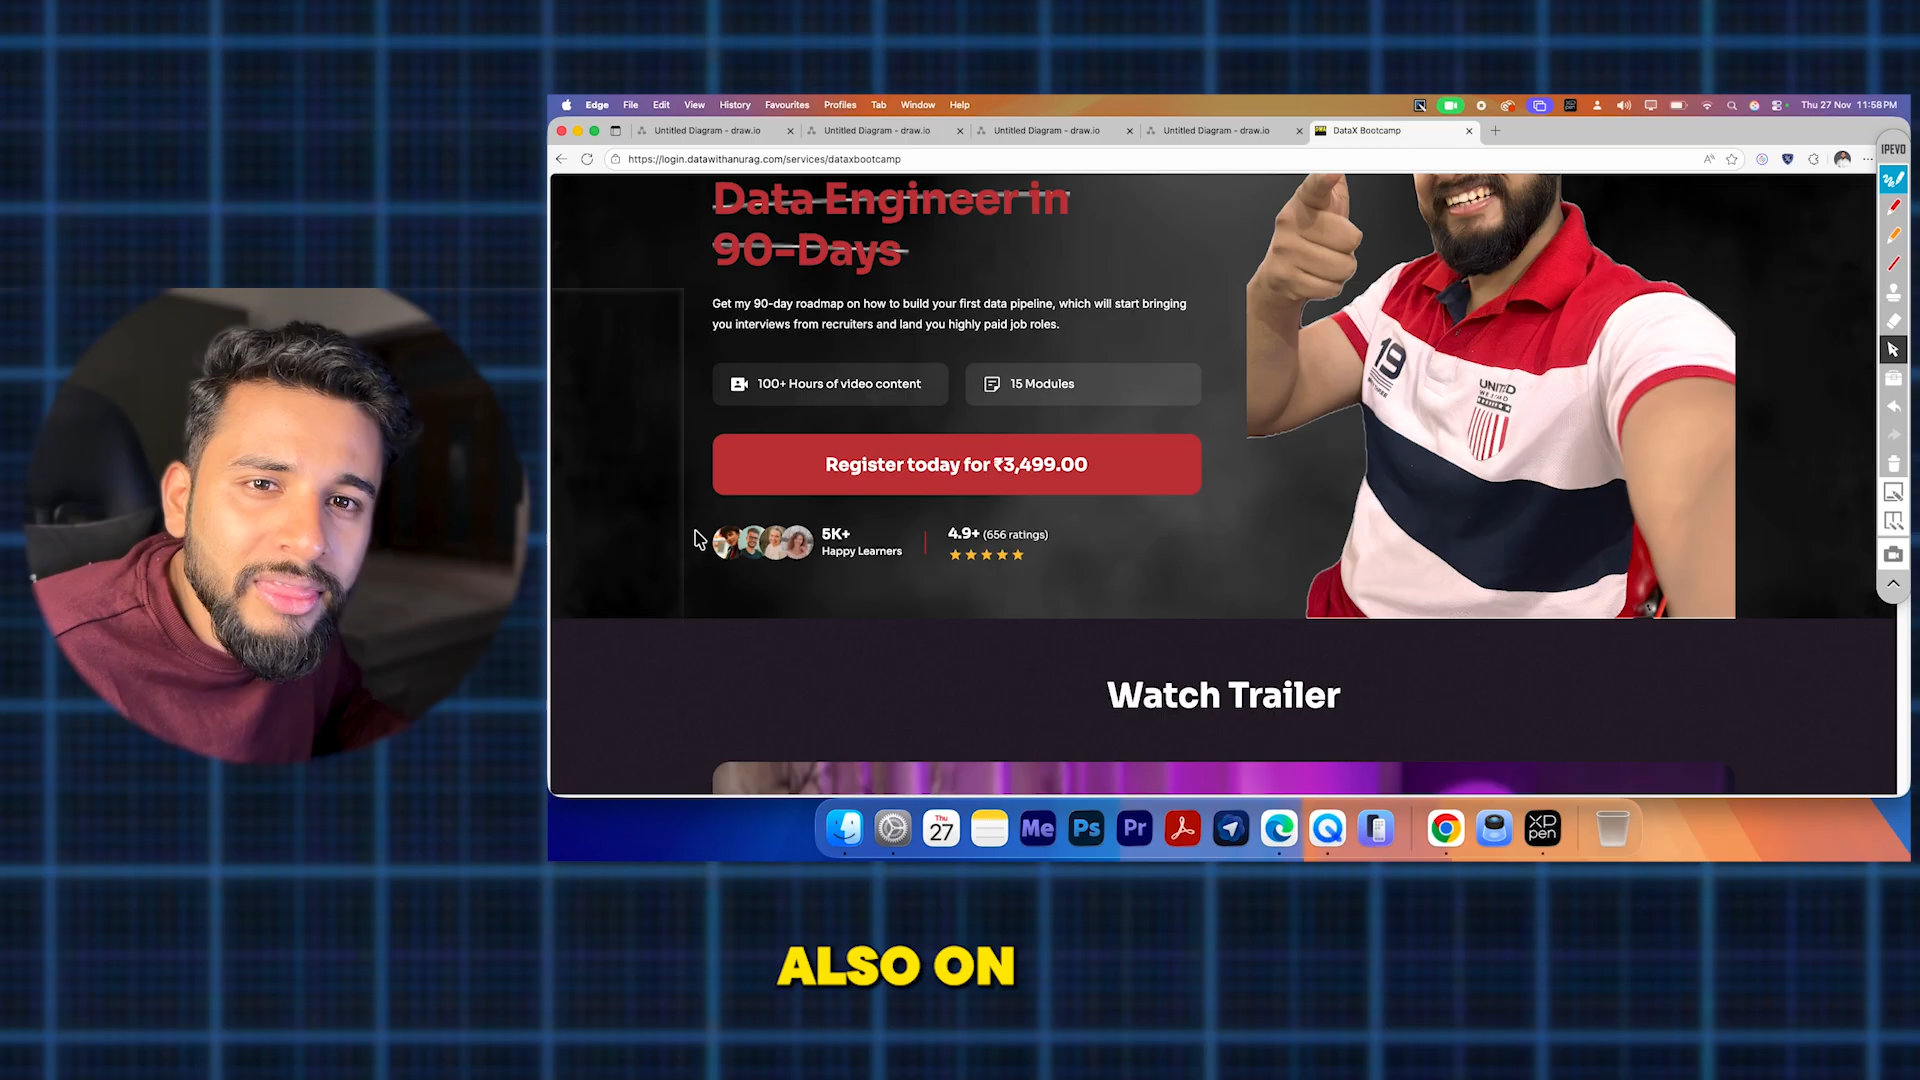 Edge File Edit View History Favourites Profiles Tab Window Help
Thu 27 Nov 11:58 PM
Untitled Diagram - draw.io
Untitled Diagram - draw.io
Untitled Diagram - draw.io
Untitled Diagram - draw.io
DataX Bootcamp
https://login.datawithanurag.com/services/dataxbootcamp
IPEVO
Data Engineer in
90-Days
Get my 90-day roadmap on how to build your first data pipeline, which will start bringing
you interviews from recruiters and land you highly paid job roles.
100+ Hours of video content
15 Modules
Register today for ₹3,499.00
5K+
Happy Learners
4.9+ (656 ratings)
19
UNITED
Watch Trailer
Thu
27
Me
Ps
Pr
XP
pen
ALSO ON